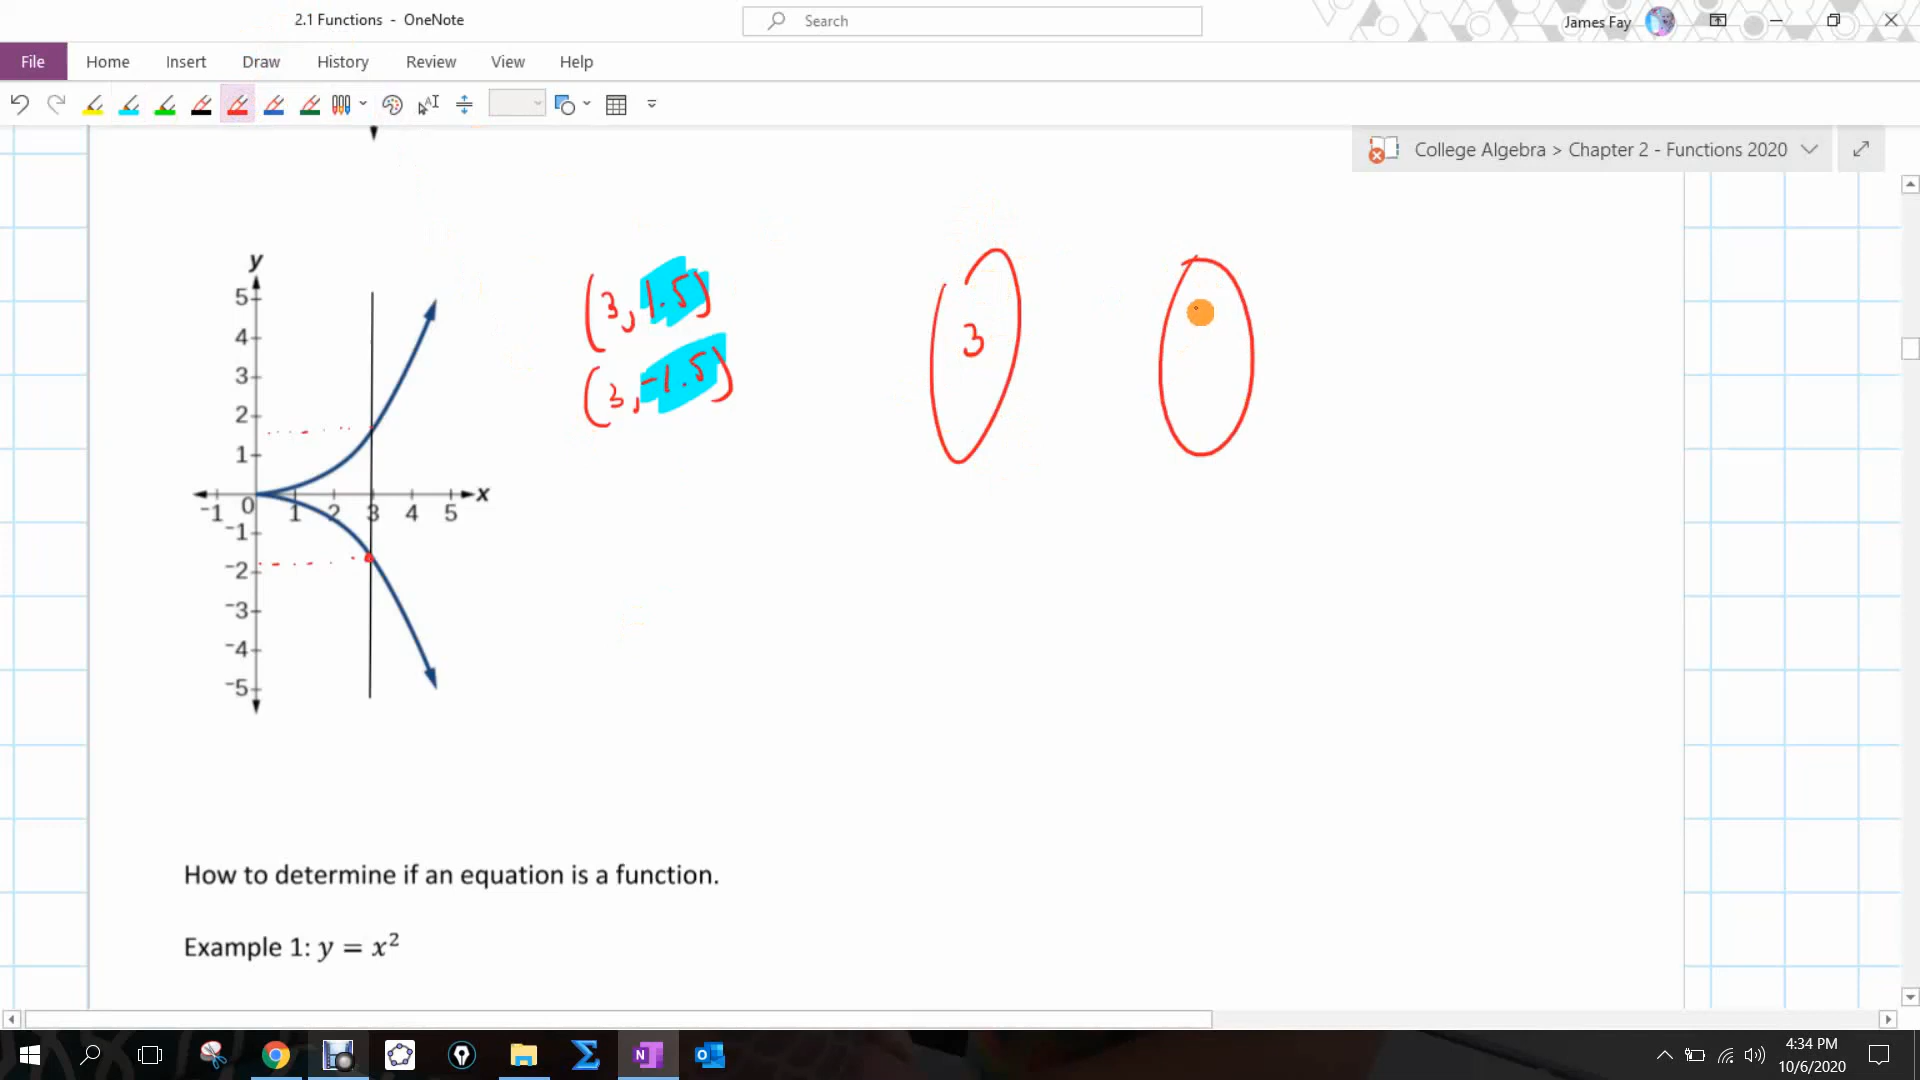 2.1 Functions - OneNote
Search
James Fay
File Home Insert Draw History Review View Help
College Algebra > Chapter 2 - Functions 2020
y
5
4
3
2
1
0
-1 1 2 3 4 5 x
-1
-2
-3
-4
-5
(3, 1.5)
(3, -1.5)
3
How to determine if an equation is a function.
Example 1: y = x²
4:34 PM
10/6/2020